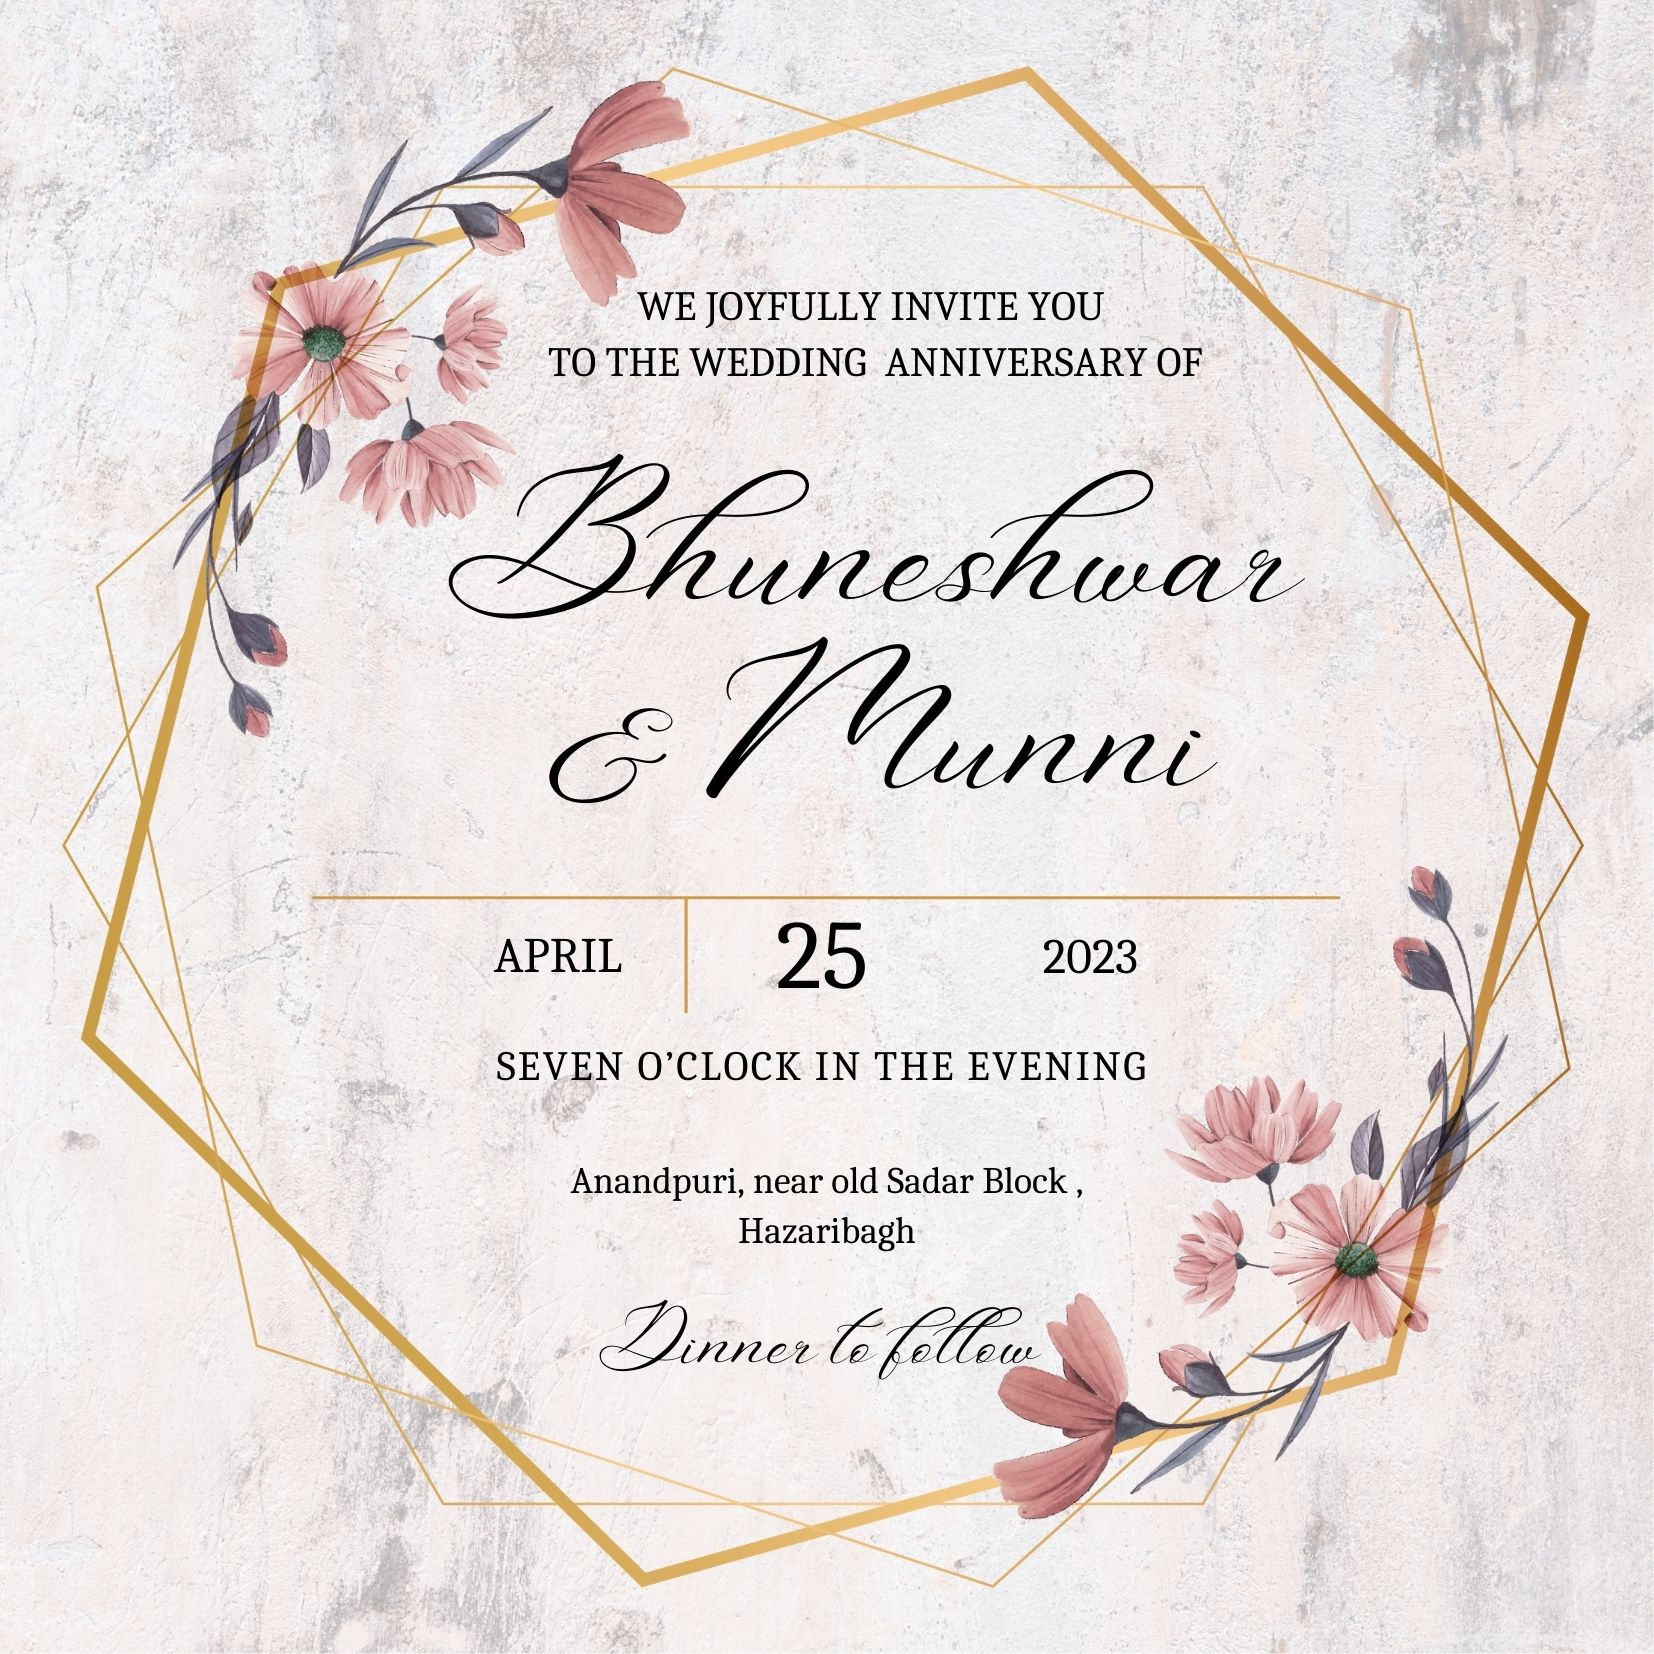 WE JOYFULLY INVITE YOU
TO THE WEDDING ANNIVERSARY OF
Bhuneshwar
& Munni
APRIL 25 2023
SEVEN O’CLOCK IN THE EVENING
Anandpuri, near old Sadar Block ,
Hazaribagh
Dinner to follow